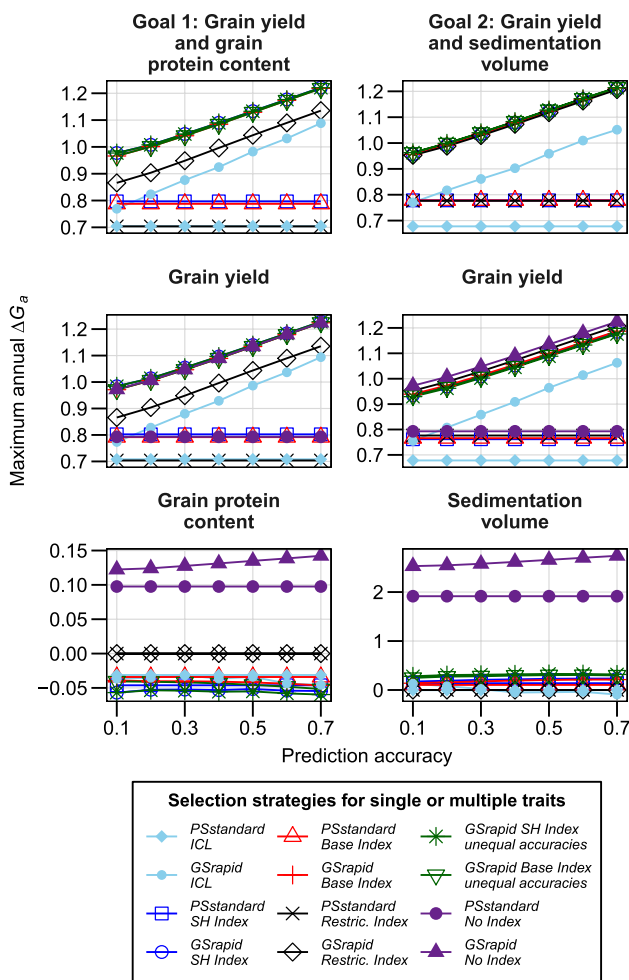 Goal 1: Grain yield
and grain
protein content
Goal 2: Grain yield
and sedimentation
volume
1.2
1.1
1.0
0.9
0.8
0.7
1.2
1.1
1.0
0.9
0.8
0.7
Grain yield
Grain yield
Maximum annual ΔGₐ
1.2
1.1
1.0
0.9
0.8
0.7
1.2
1.1
1.0
0.9
0.8
0.7
Grain protein
content
Sedimentation
volume
0.15
0.10
0.05
0.00
−0.05
2
1
0
0.1 0.3 0.5 0.7
0.1 0.3 0.5 0.7
Prediction accuracy
Selection strategies for single or multiple traits
PSstandard
ICL
GSrapid
ICL
PSstandard
SH Index
GSrapid
SH Index
PSstandard
Base Index
GSrapid
Base Index
PSstandard
Restric. Index
GSrapid
Restric. Index
GSrapid SH Index
unequal accuracies
GSrapid Base Index
unequal accuracies
PSstandard
No Index
GSrapid
No Index